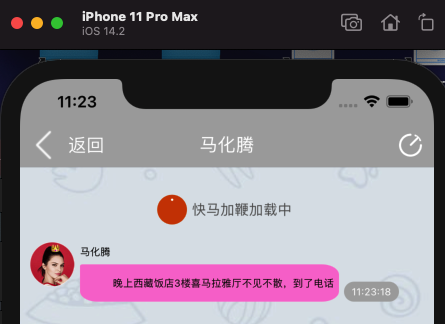 iPhone 11 Pro Max
iOS 14.2
11:23
返回
马化腾
快马加鞭加载中
马化腾
晚上西藏饭店3楼喜马拉雅厅不见不散，到了电话
11:23:18